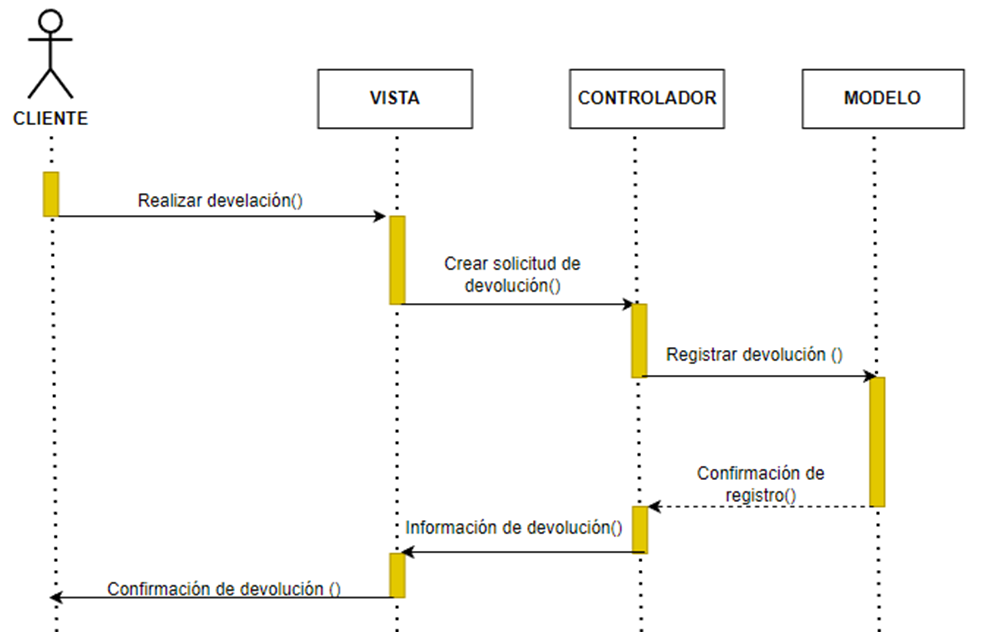 CLIENTE
VISTA
CONTROLADOR
MODELO
Realizar develación()
Crear solicitud de
devolución()
Registrar devolución ()
Confirmación de
registro()
Información de devolución()
Confirmación de devolución ()